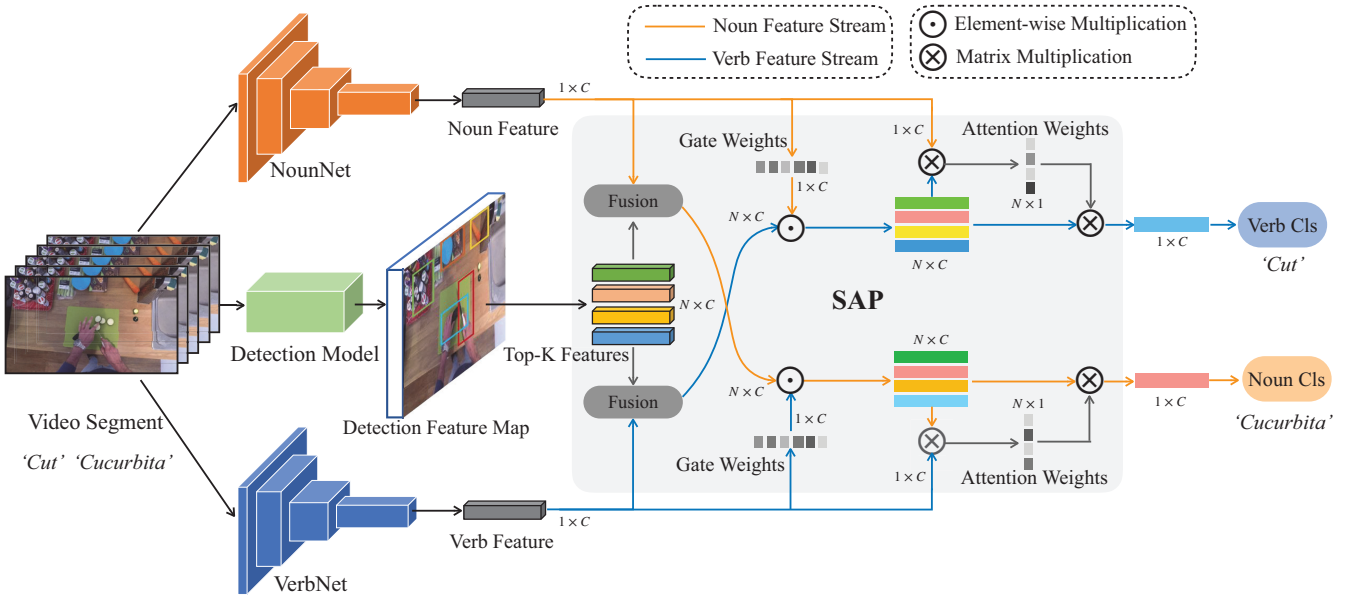 Noun Feature Stream
Verb Feature Stream
Element-wise Multiplication
Matrix Multiplication
NounNet
1 × C
Noun Feature
Gate Weights
1 × C
1 × C
Attention Weights
N × 1
Fusion
N × C
N × C
1 × C
Verb Cls
‘Cut’
Detection Model
N × C
Top-K Features
SAP
Video Segment
‘Cut’ ‘Cucurbita’
Detection Feature Map
Fusion
N × C
N × C
1 × C
Gate Weights
1 × C
N × 1
Attention Weights
1 × C
Noun Cls
‘Cucurbita’
VerbNet
Verb Feature
1 × C